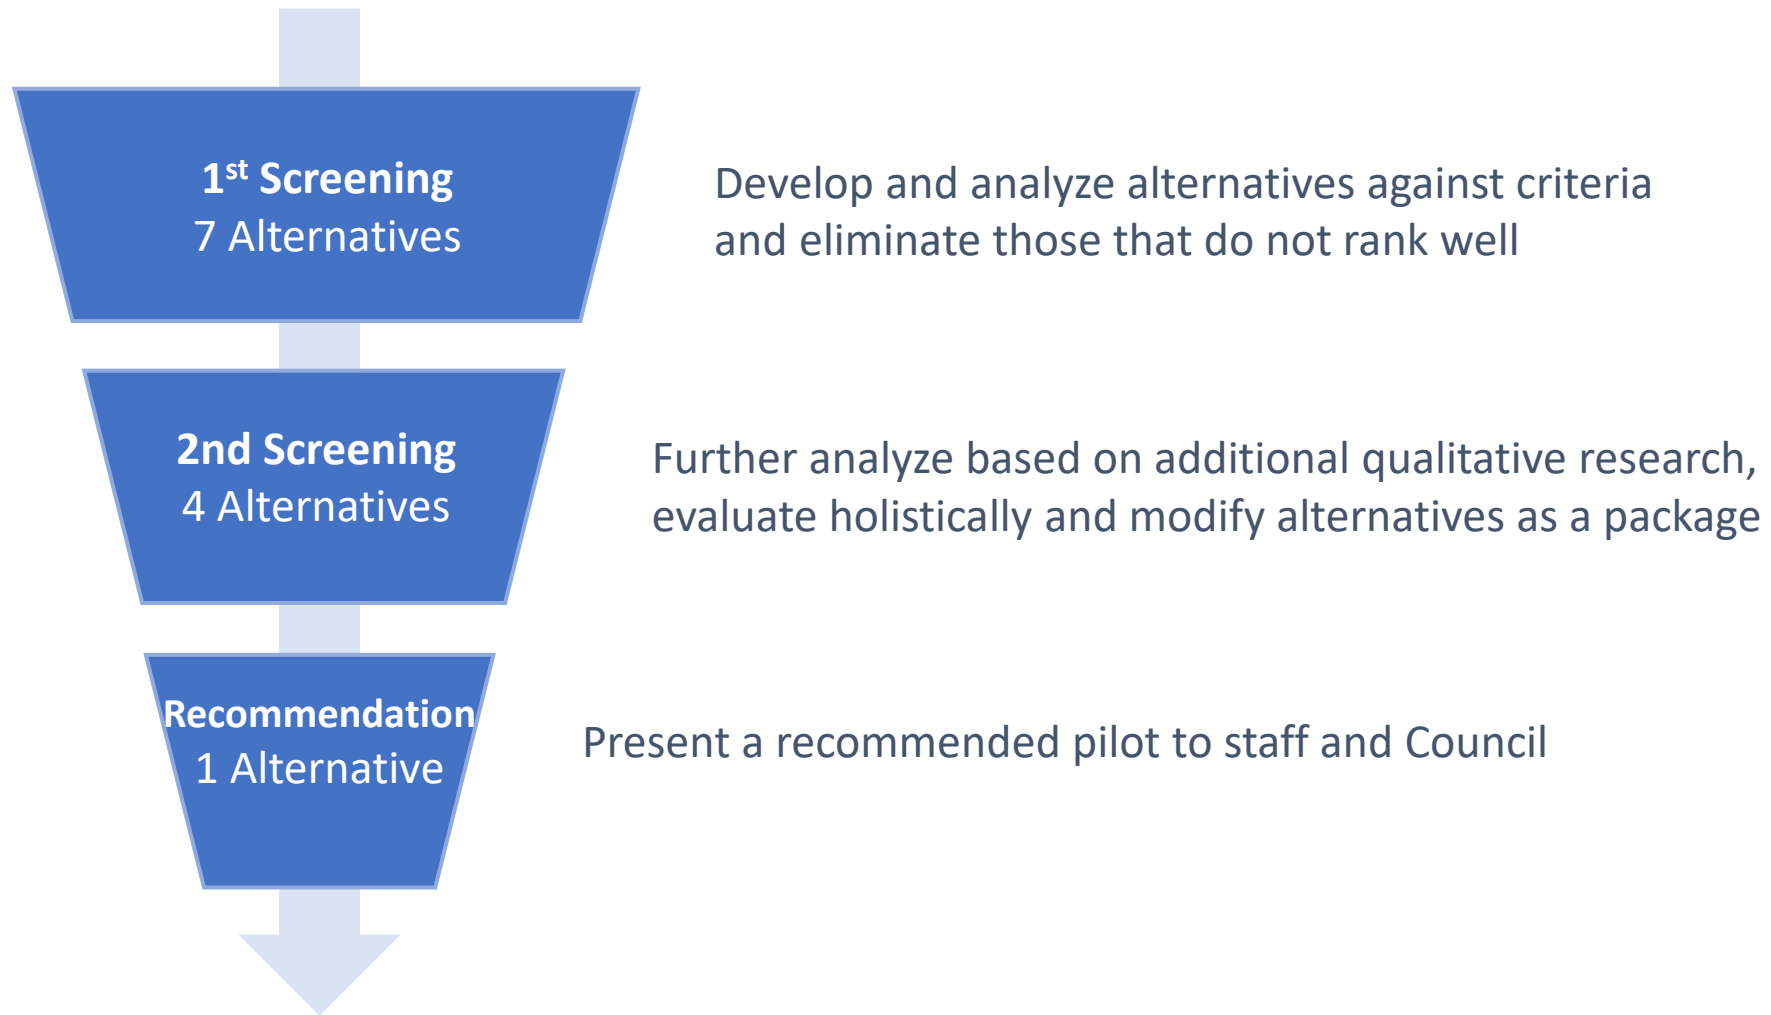 1st Screening
7 Alternatives
Develop and analyze alternatives against criteria
and eliminate those that do not rank well
2nd Screening
4 Alternatives
Further analyze based on additional qualitative research,
evaluate holistically and modify alternatives as a package
Recommendation
1 Alternative
Present a recommended pilot to staff and Council